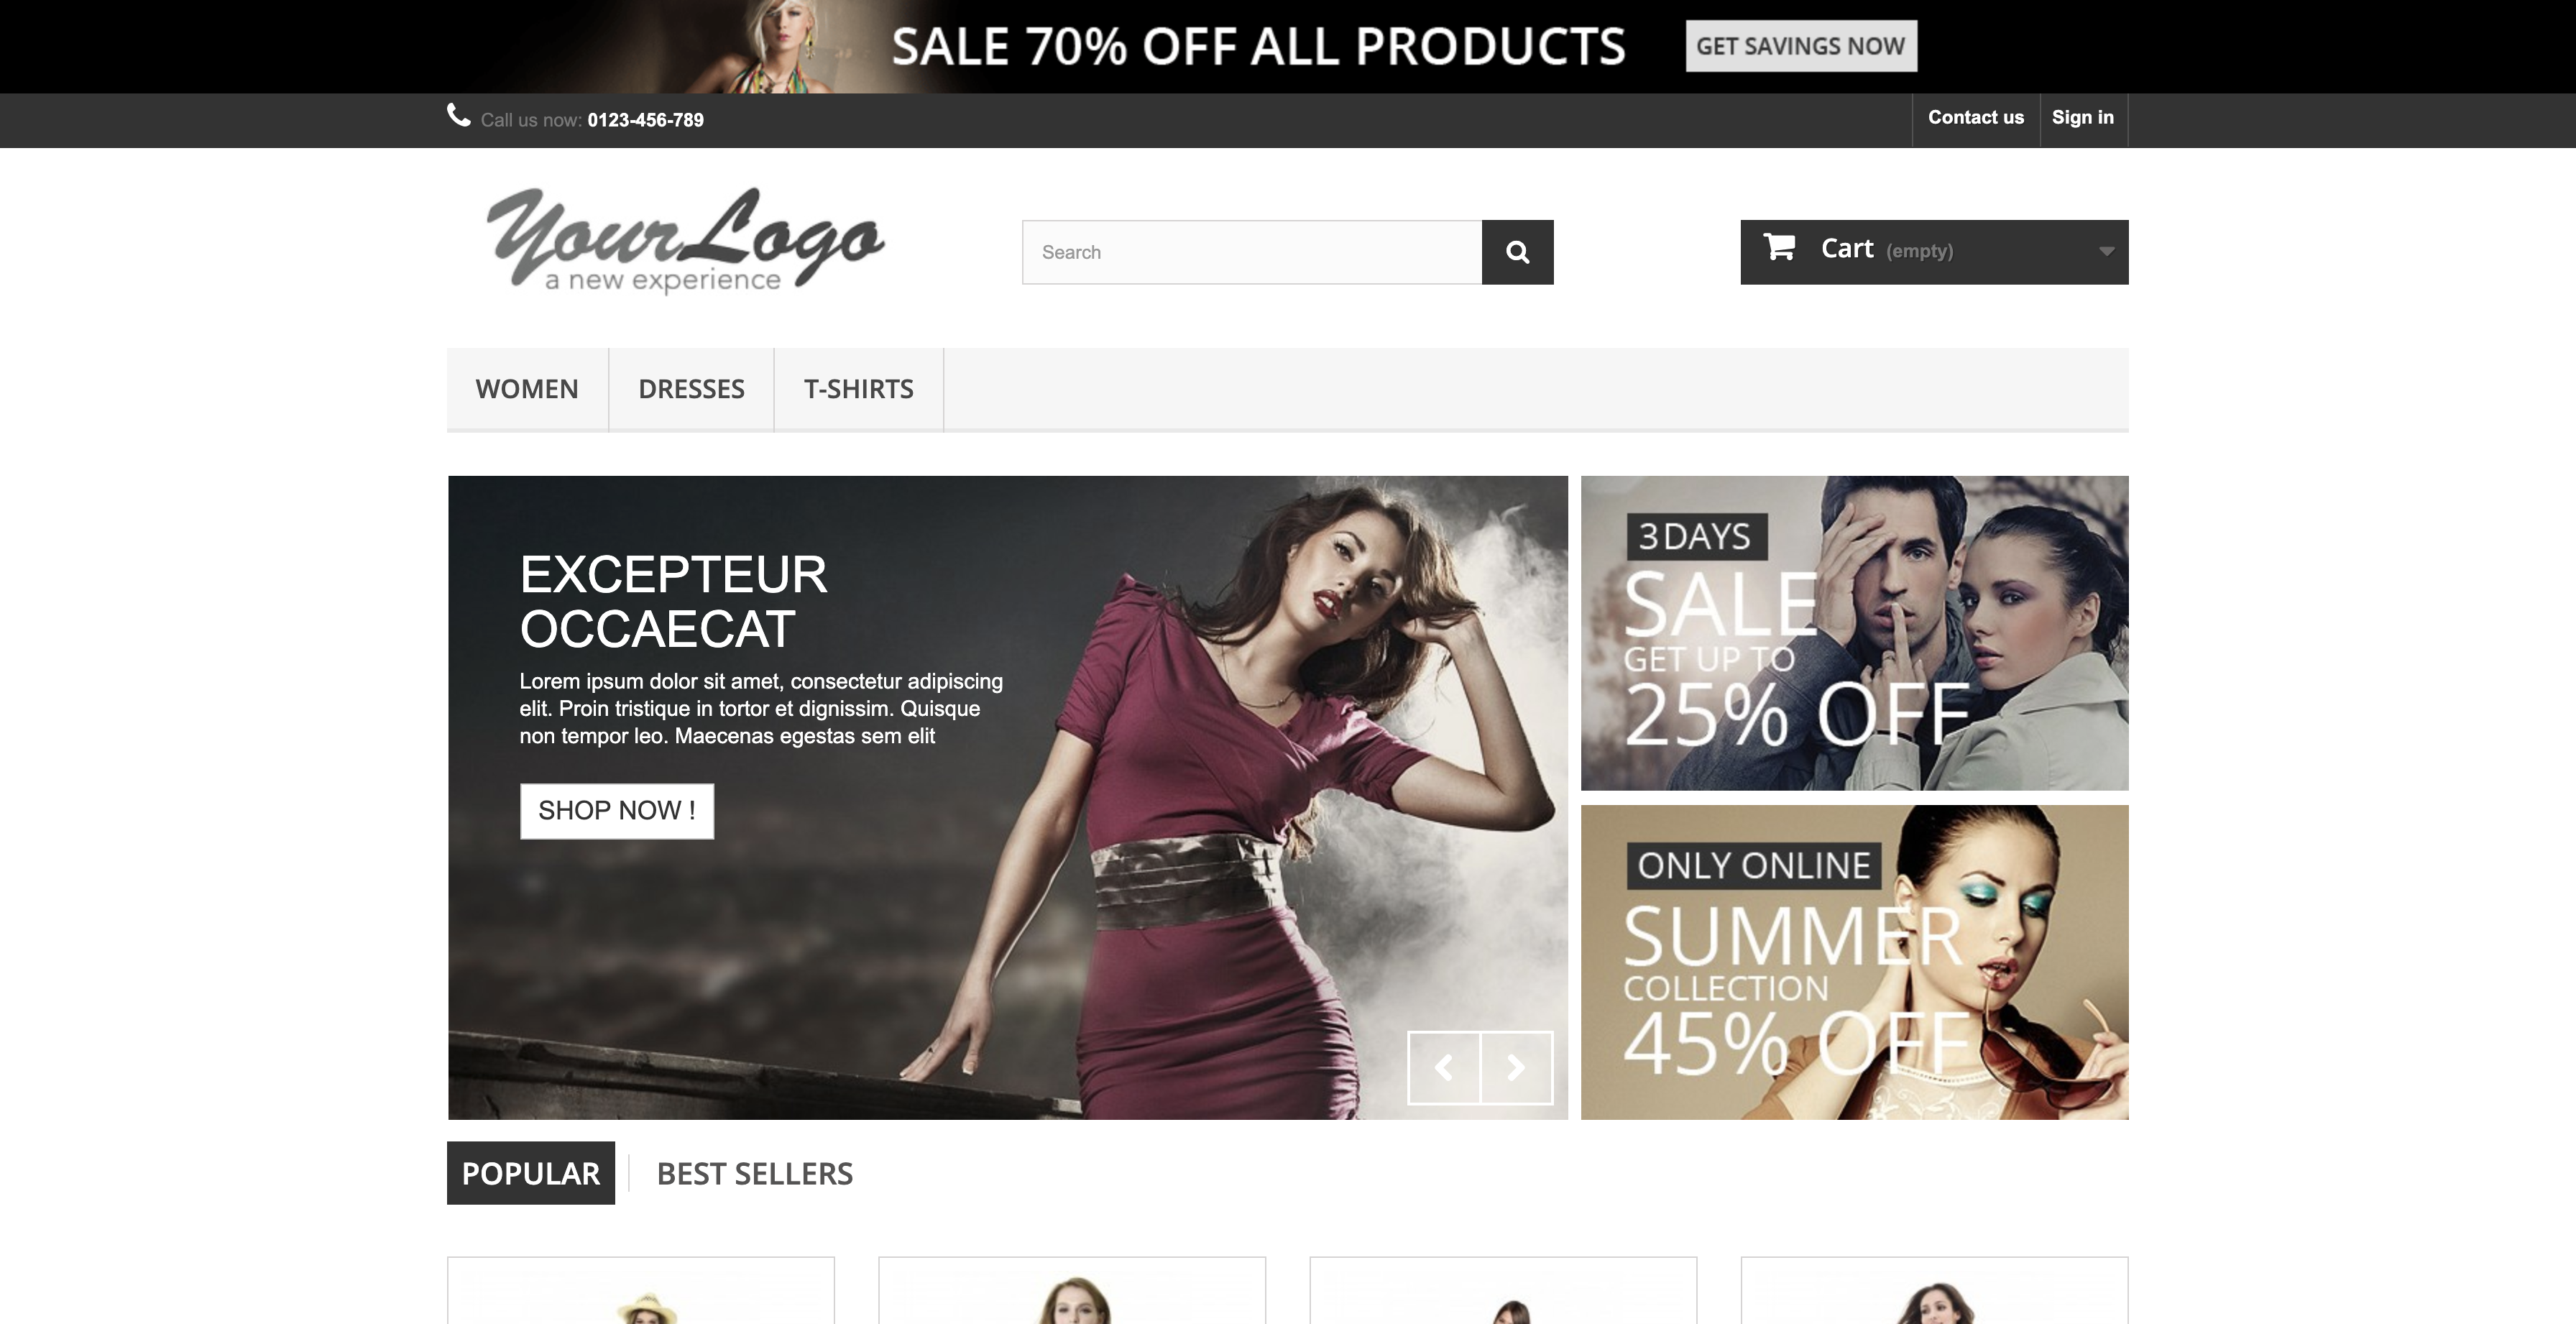 SALE 70% OFF ALL PRODUCTS
GET SAVINGS NOW
Call us now: 0123-456-789
Contact us
Sign in
YourLogo
a new experience
Search
Cart (empty)
WOMEN
DRESSES
T-SHIRTS
EXCEPTEUR
OCCAECAT
Lorem ipsum dolor sit amet, consectetur adipiscing
elit. Proin tristique in tortor et dignissim. Quisque
non tempor leo. Maecenas egestas sem elit
SHOP NOW !
3 DAYS
SALE
GET UP TO
25% OFF
ONLY ONLINE
SUMMER
COLLECTION
45% OFF
POPULAR
BEST SELLERS